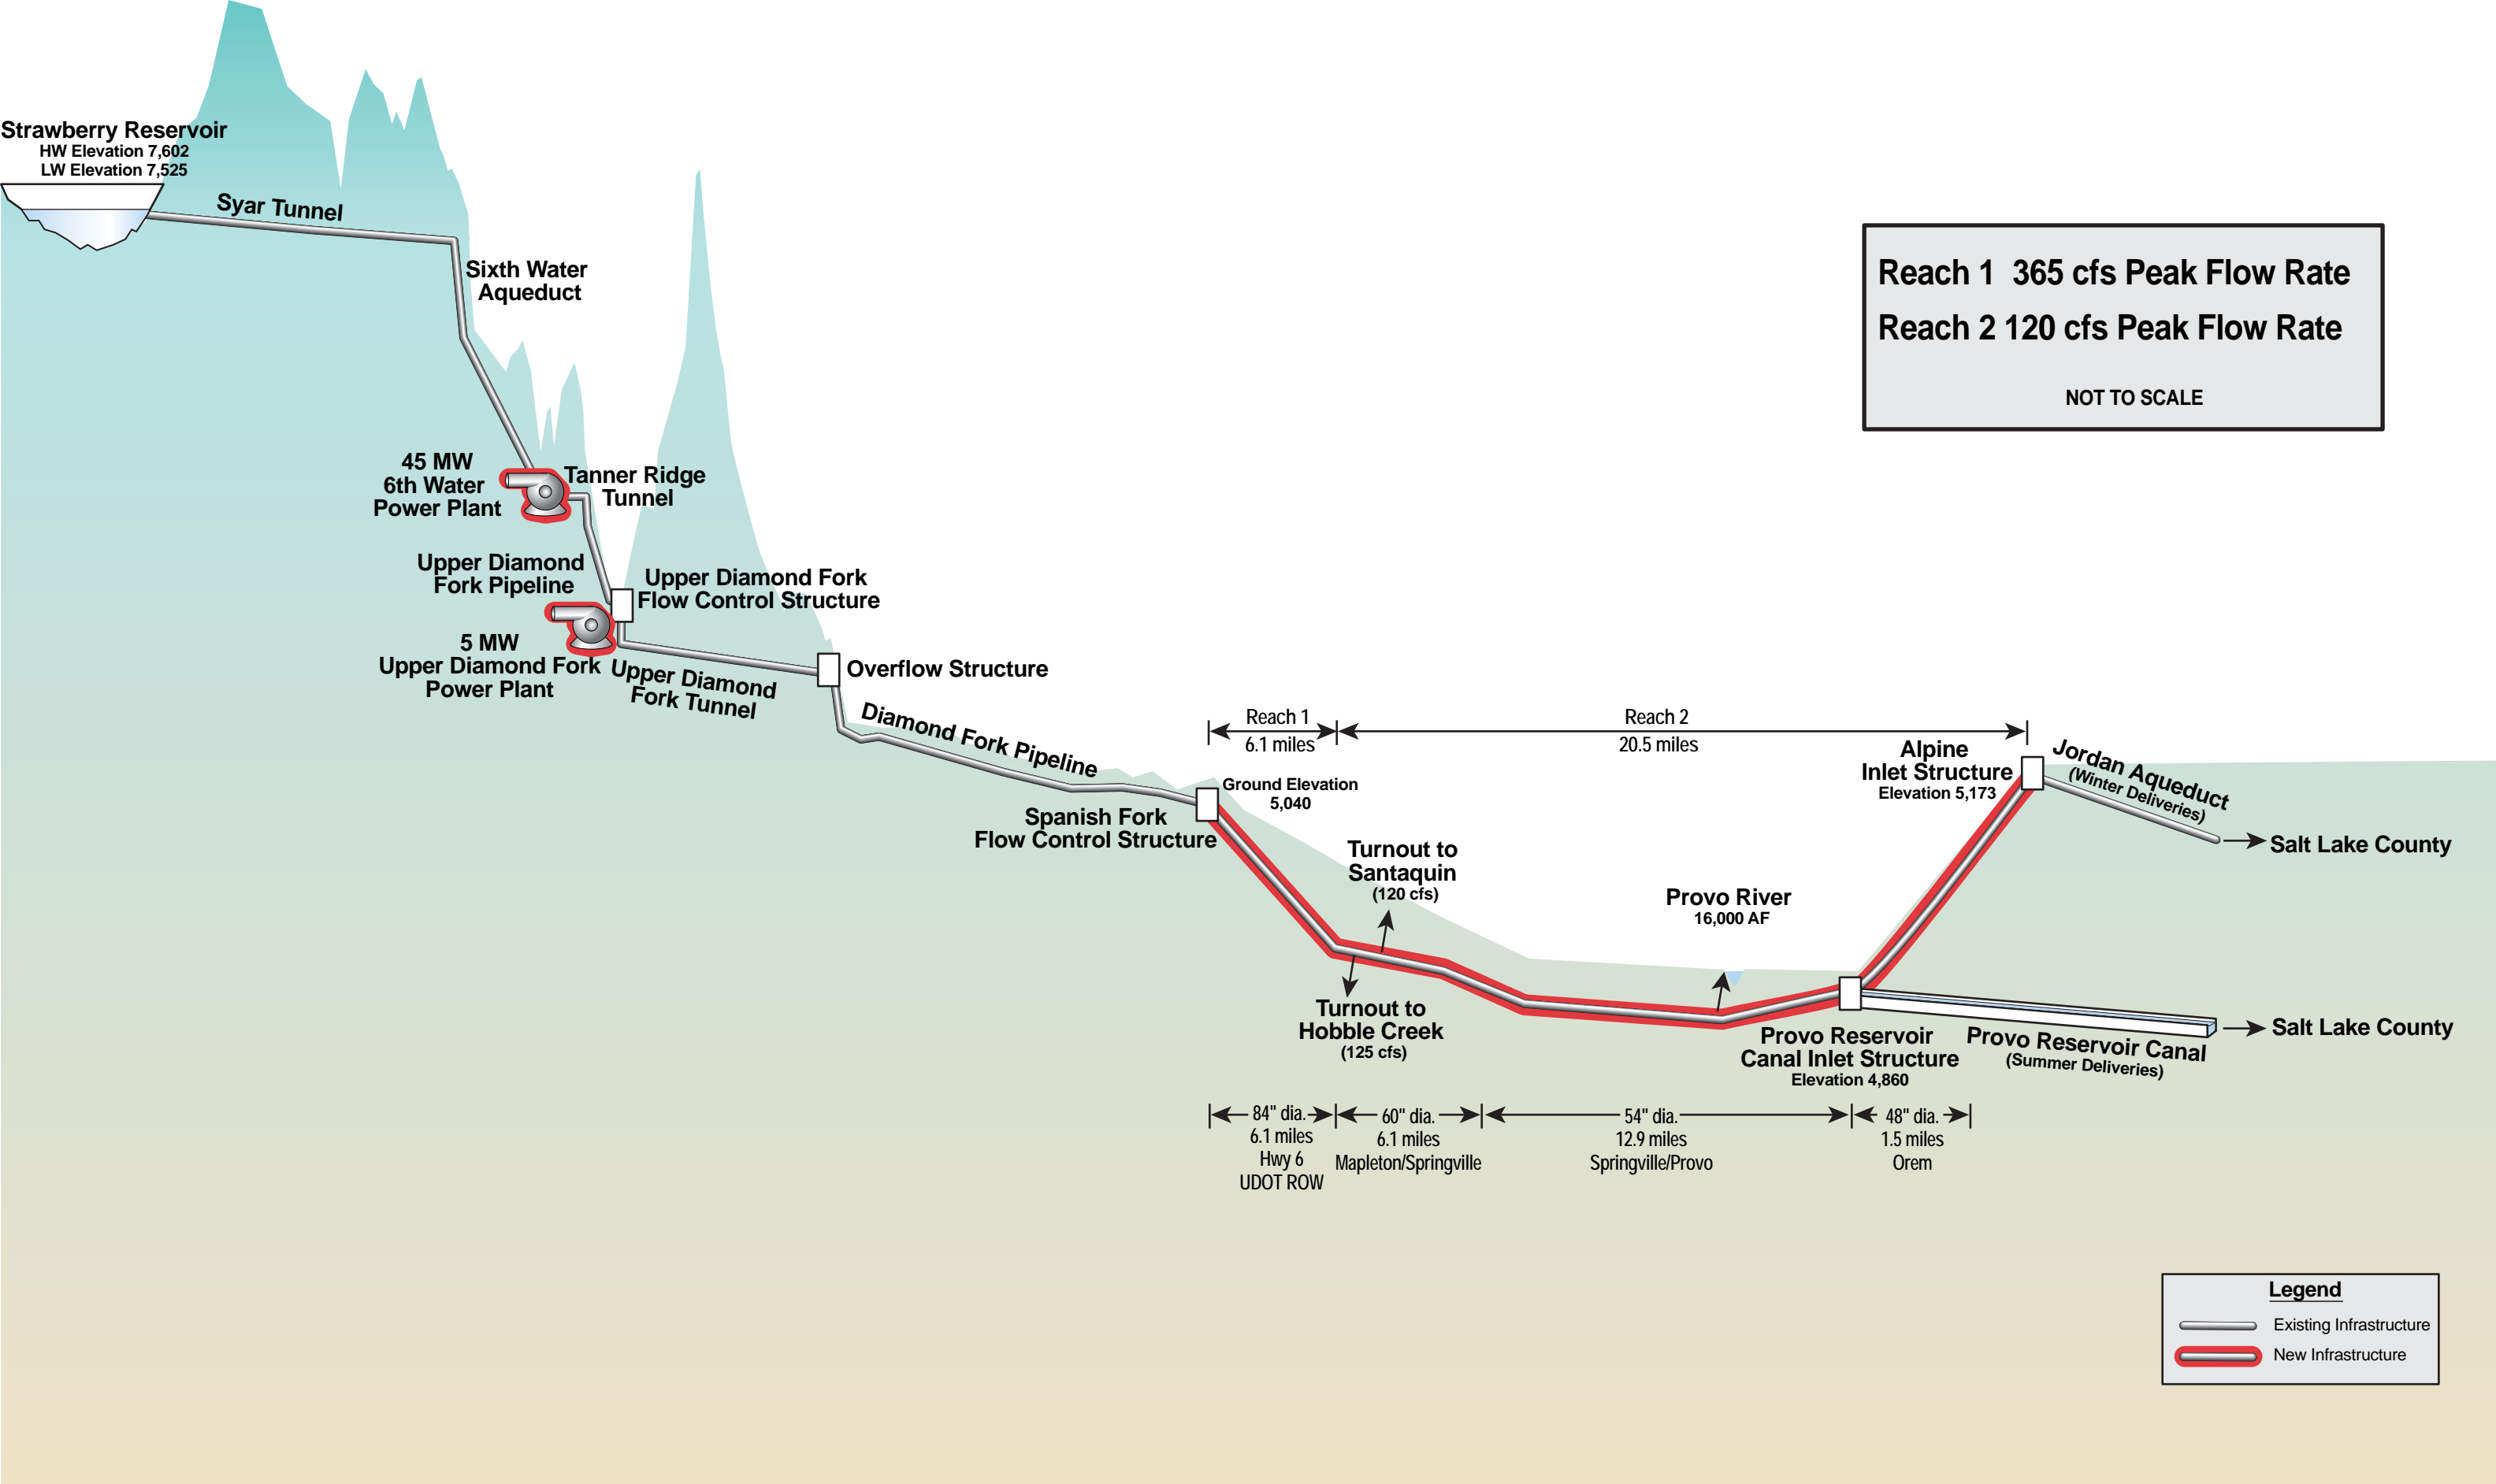 Strawberry Reservoir
HW Elevation 7,602
LW Elevation 7,525
Syar Tunnel
Sixth Water
Aqueduct
Reach 1 365 cfs Peak Flow Rate
Reach 2 120 cfs Peak Flow Rate
NOT TO SCALE
45 MW
6th Water
Power Plant
Tanner Ridge
Tunnel
Upper Diamond
Fork Pipeline
Upper Diamond Fork
Flow Control Structure
5 MW
Upper Diamond Fork
Power Plant
Upper Diamond
Fork Tunnel
Overflow Structure
Diamond Fork Pipeline
Reach 1
6.1 miles
Reach 2
20.5 miles
Ground Elevation
5,040
Spanish Fork
Flow Control Structure
Alpine
Inlet Structure
Elevation 5,173
Jordan Aqueduct
(Winter Deliveries)
Salt Lake County
Turnout to
Santaquin
(120 cfs)
Provo River
16,000 AF
Turnout to
Hobble Creek
(125 cfs)
Provo Reservoir
Canal Inlet Structure
Elevation 4,860
Provo Reservoir Canal
(Summer Deliveries)
Salt Lake County
84" dia.
6.1 miles
Hwy 6
UDOT ROW
60" dia.
6.1 miles
Mapleton/Springville
54" dia.
12.9 miles
Springville/Provo
48" dia.
1.5 miles
Orem
Legend
Existing Infrastructure
New Infrastructure